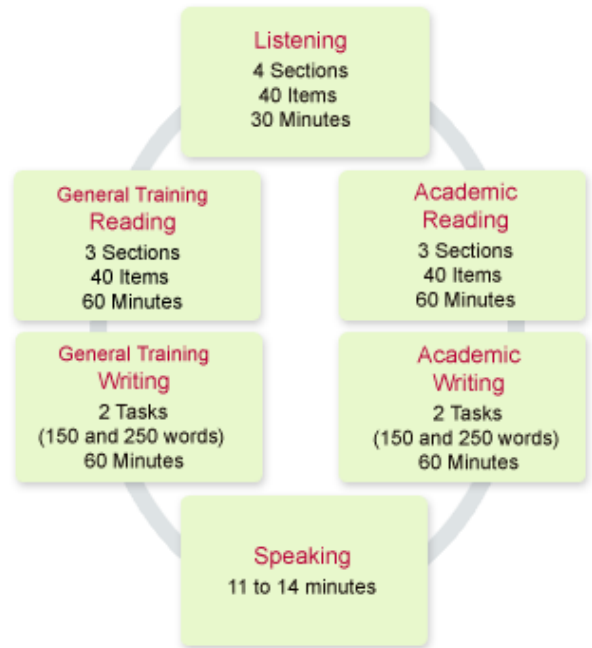 Listening
4 Sections
40 Items
30 Minutes
General Training
Reading
3 Sections
40 Items
60 Minutes
Academic
Reading
3 Sections
40 Items
60 Minutes
General Training
Writing
2 Tasks
(150 and 250 words)
60 Minutes
Academic
Writing
2 Tasks
(150 and 250 words)
60 Minutes
Speaking
11 to 14 minutes